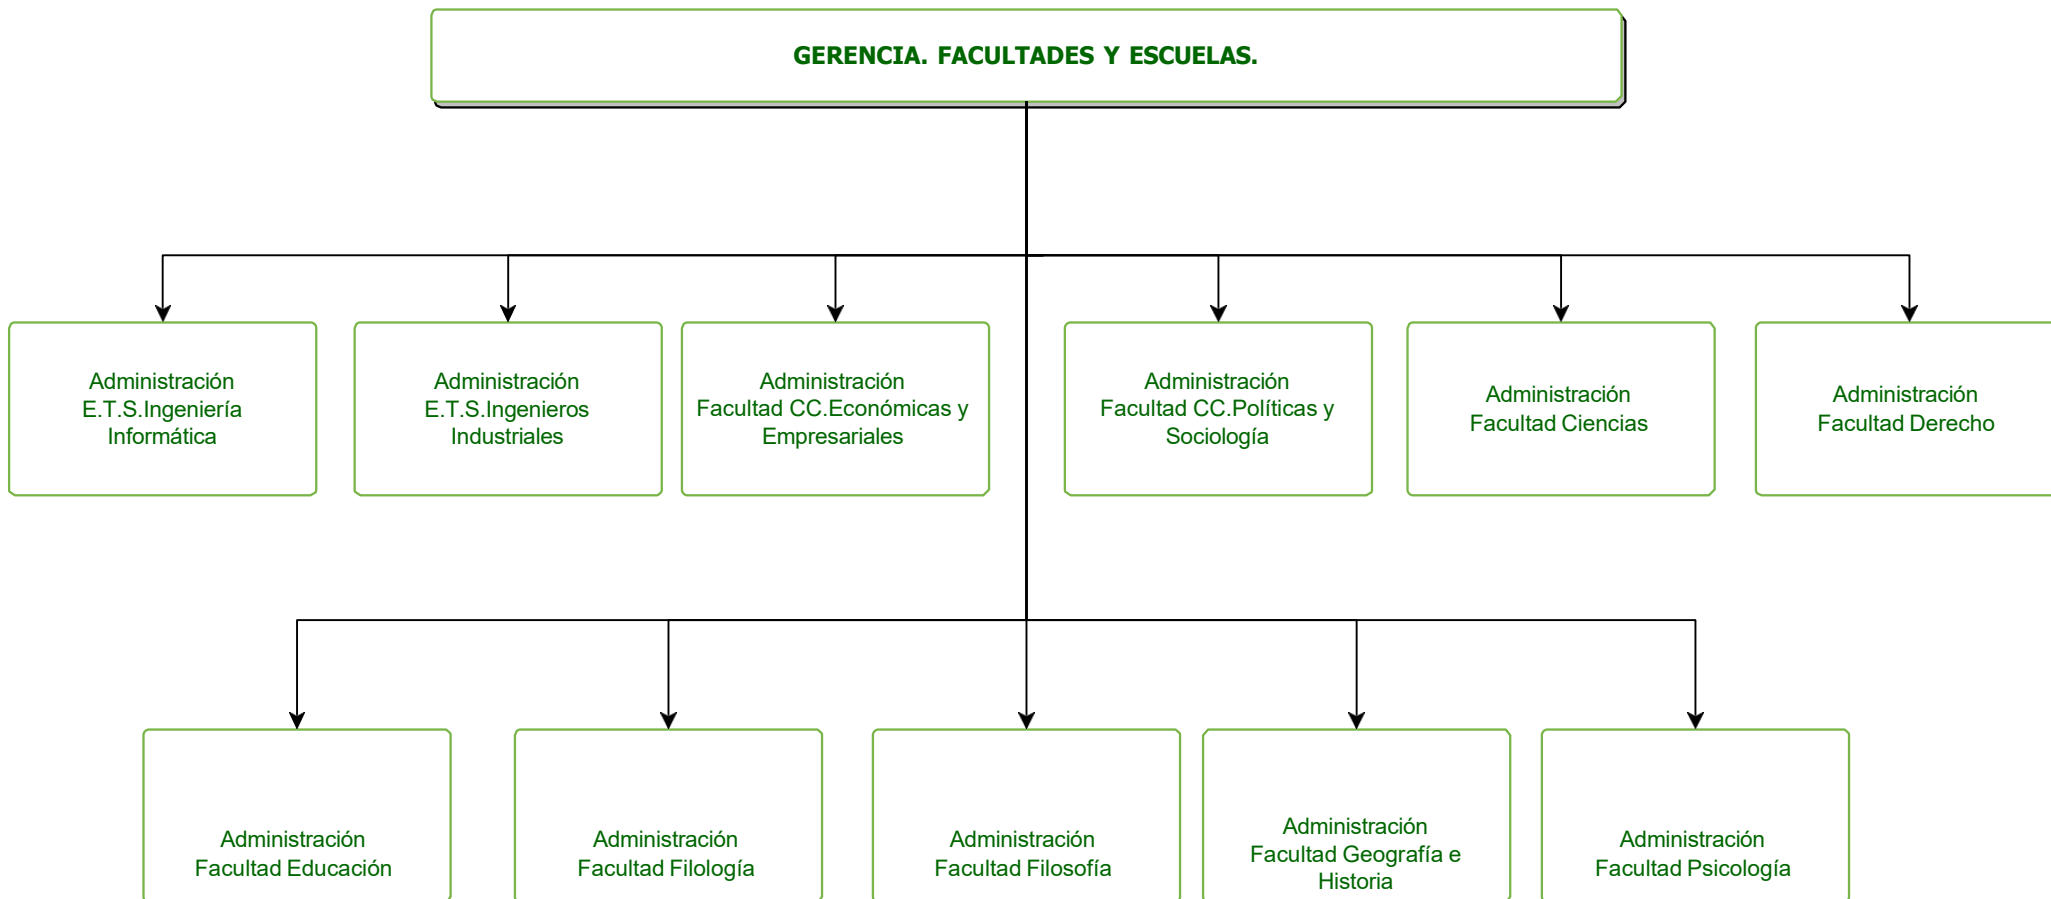 GERENCIA. FACULTADES Y ESCUELAS.
Administración
E.T.S.Ingeniería
Informática
Administración
E.T.S.Ingenieros
Industriales
Administración
Facultad CC.Económicas y
Empresariales
Administración
Facultad CC.Políticas y
Sociología
Administración
Facultad Ciencias
Administración
Facultad Derecho
Administración
Facultad Educación
Administración
Facultad Filología
Administración
Facultad Filosofía
Administración
Facultad Geografía e
Historia
Administración
Facultad Psicología